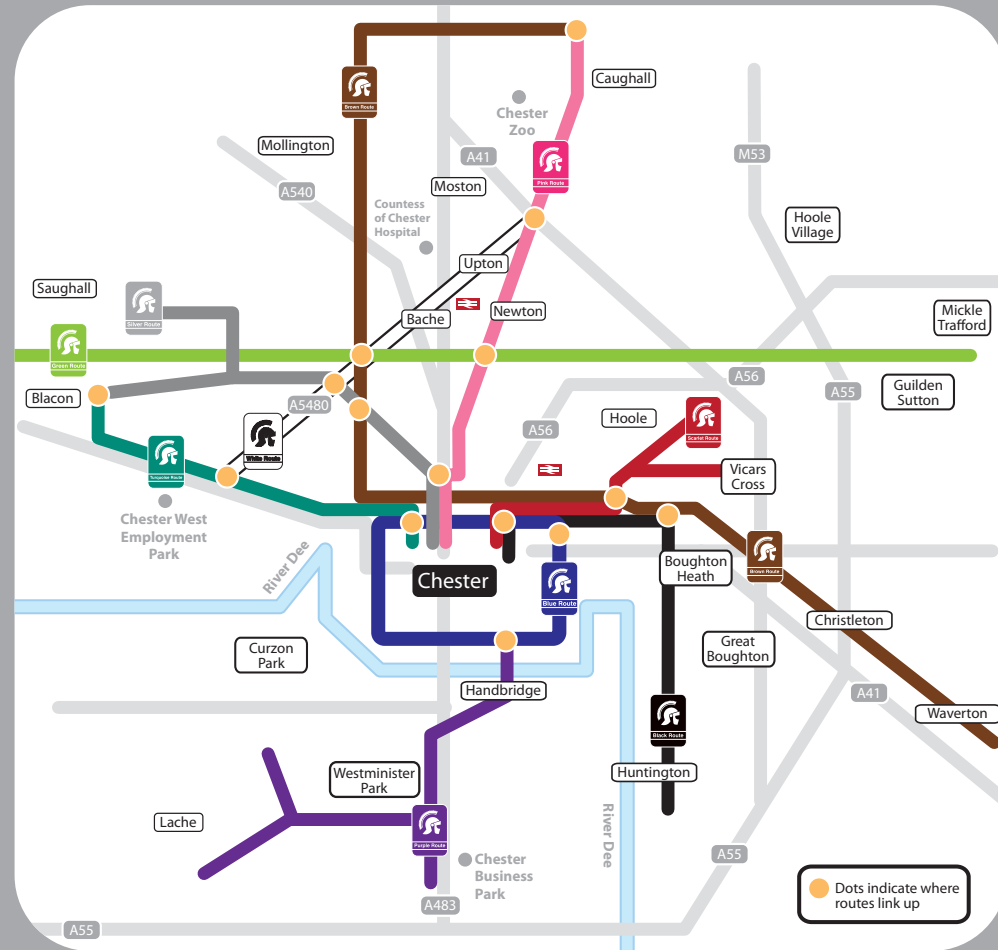 Caughall
Brown Route
Chester
Zoo
Mollington
A41
M53
Pink Route
Moston
A540
Countess
of Chester
Hospital
Hoole
Village
Upton
Saughall
Silver Route
Newton
Bache
Mickle
Trafford
Green Route
A56
Guilden
Sutton
A55
Blacon
A5480
Hoole
Scarlet Route
A56
White Route
Turquoise Route
Vicars
Cross
Chester West
Employment
Park
River Dee
Chester
Boughton
Heath
Brown Route
Blue Route
Christleton
Curzon
Park
Great
Boughton
Handbridge
A41
Waverton
Black Route
Westminister
Park
Huntington
Lache
Purple Route
River Dee
Chester
Business
Park
A55
A483
A55
Dots indicate where
routes link up